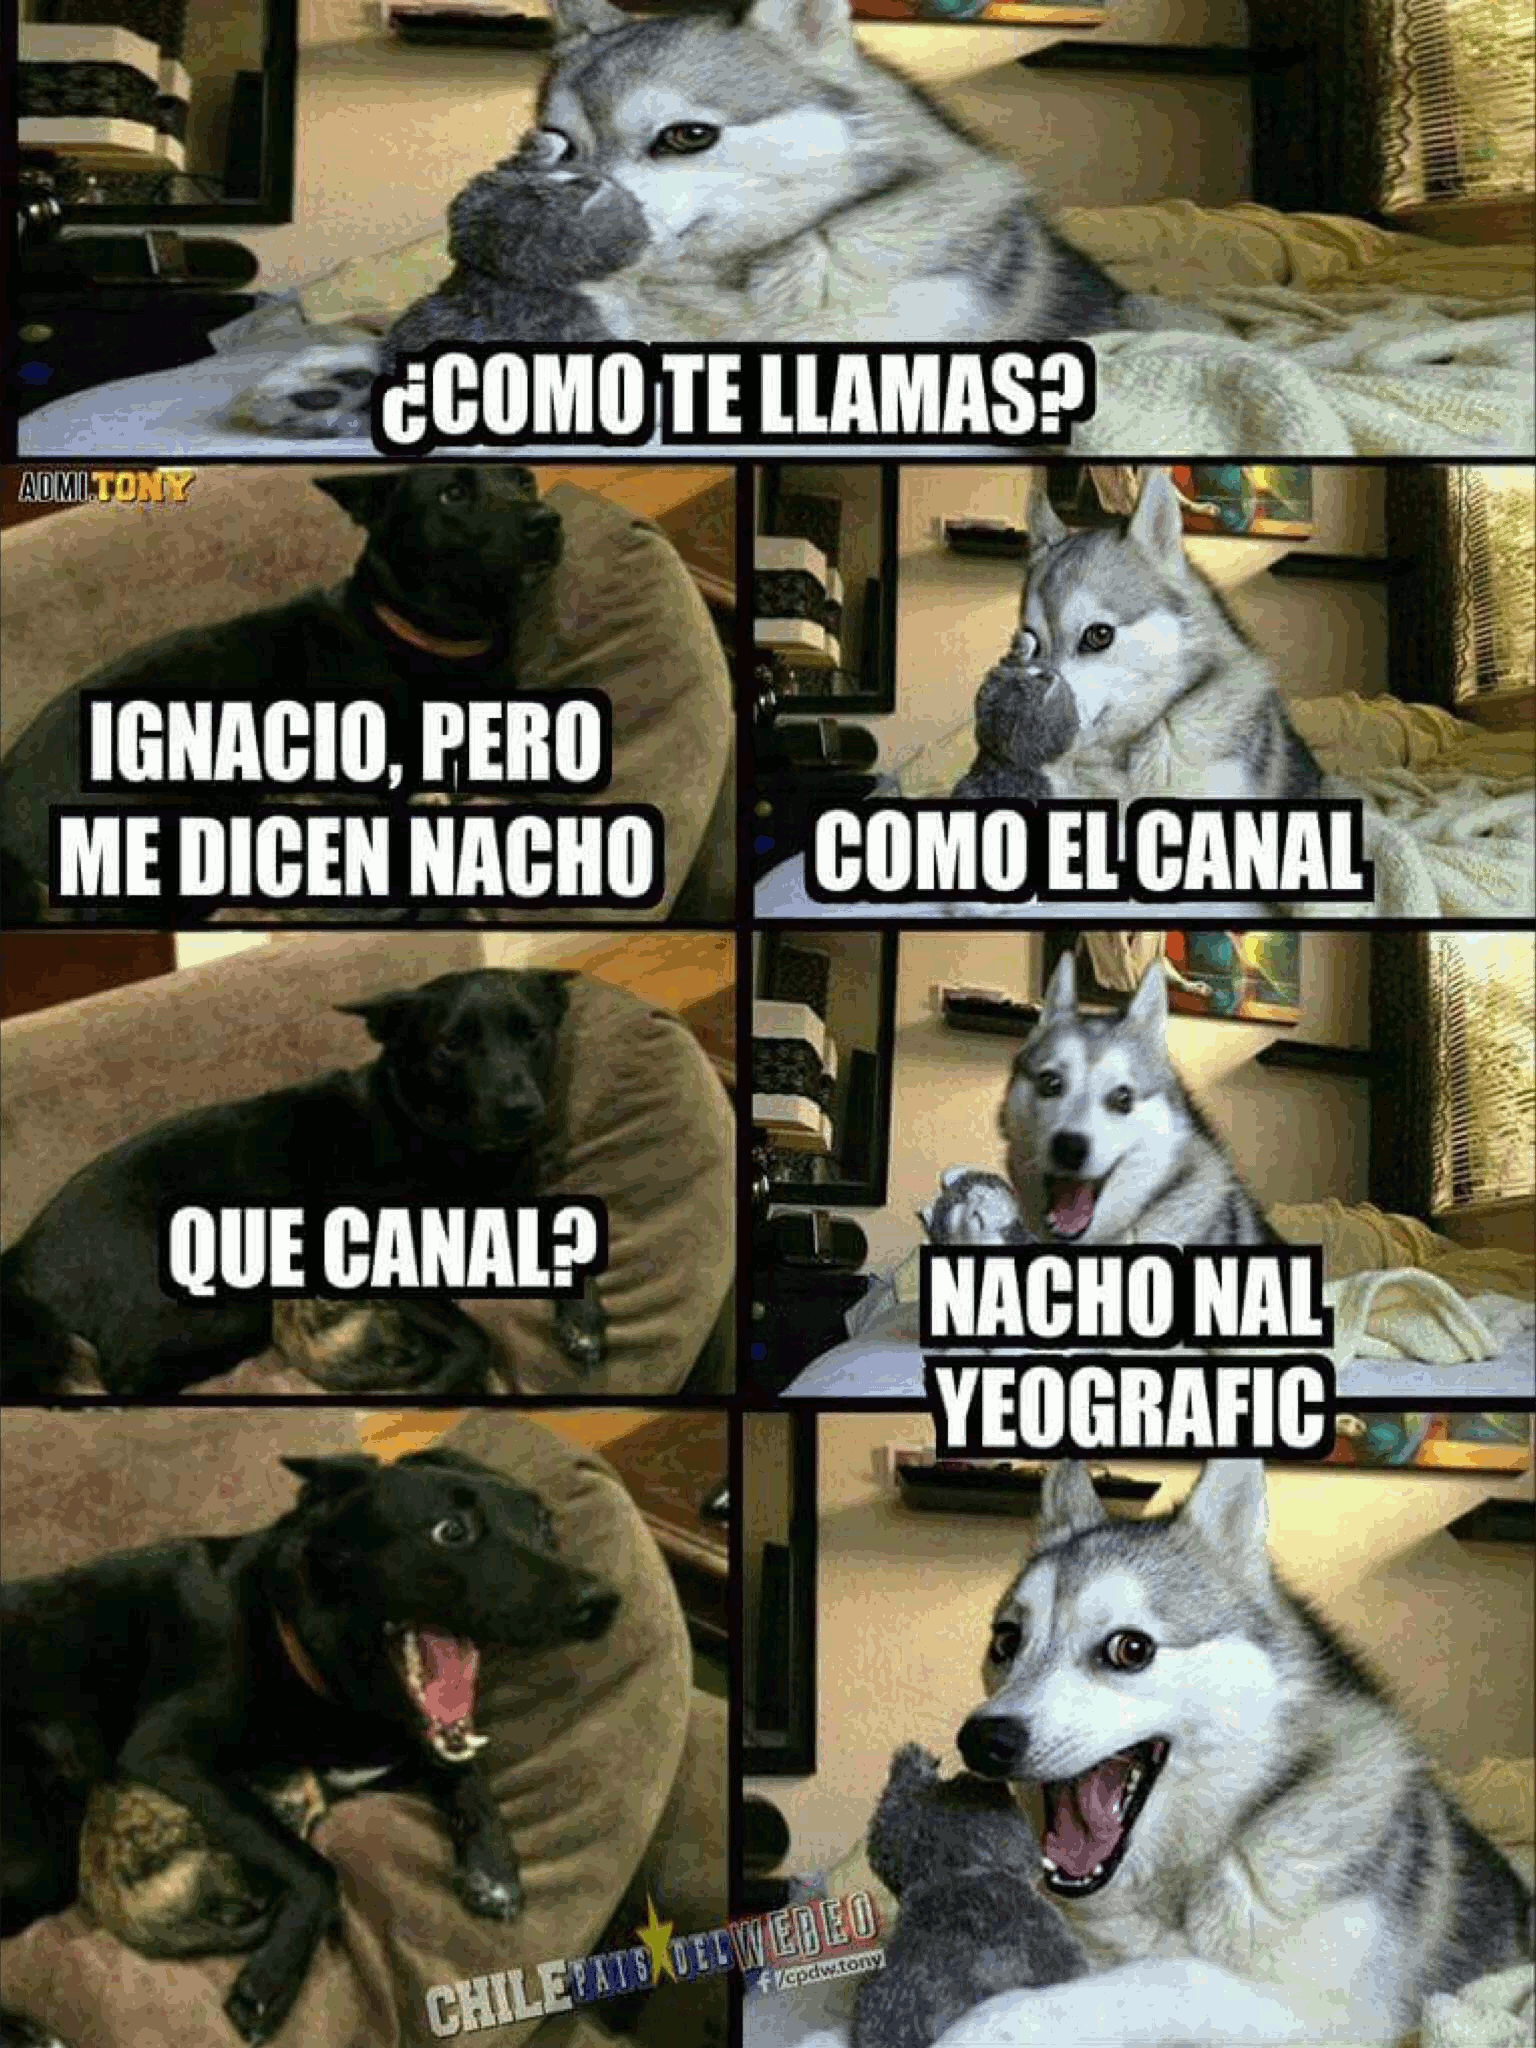 ¿COMO TE LLAMAS?
ADMI.TONY
IGNACIO, PERO
ME DICEN NACHO
COMO EL CANAL
QUE CANAL?
NACHO NAL
YEOGRAFIC
CHILE PAIS DEL WEBEO
f/cpdw.tony